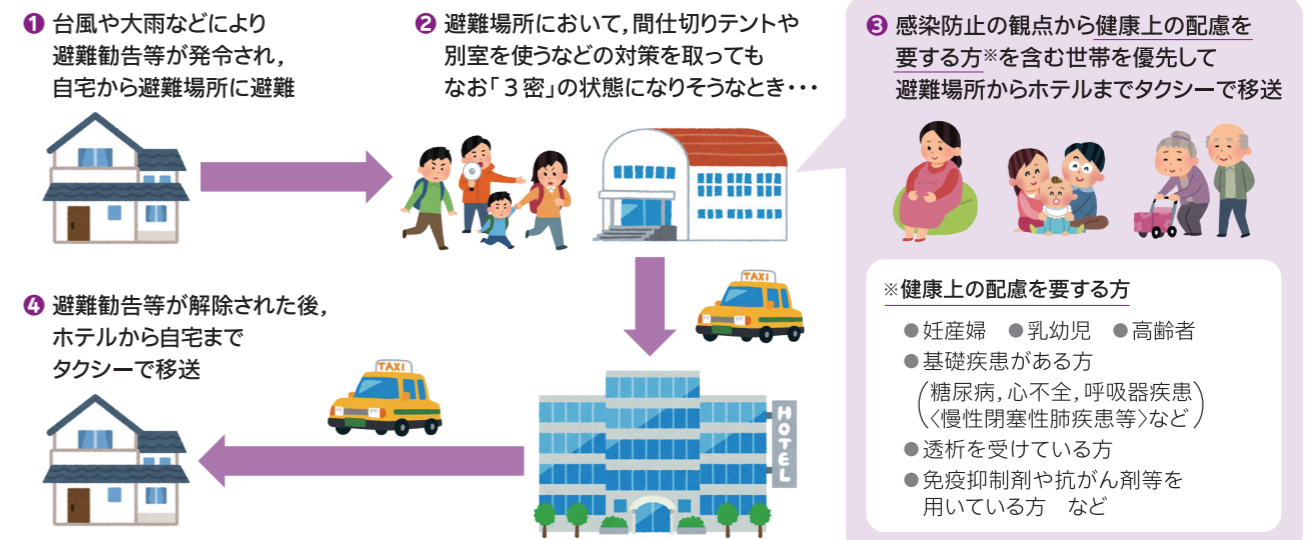 ❶ 台風や大雨などにより
避難勧告等が発令され，
自宅から避難場所に避難
❷ 避難場所において，間仕切りテントや
別室を使うなどの対策を取っても
なお「３密」の状態になりそうなとき・・・
❸ 感染防止の観点から健康上の配慮を
要する方※を含む世帯を優先して
避難場所からホテルまでタクシーで移送
※健康上の配慮を要する方
●妊産婦 ●乳幼児 ●高齢者
●基礎疾患がある方
（糖尿病，心不全，呼吸器疾患
〈慢性閉塞性肺疾患等〉など）
●透析を受けている方
●免疫抑制剤や抗がん剤等を
用いている方　など
TAXI
HOTEL
❹ 避難勧告等が解除された後，
ホテルから自宅まで
タクシーで移送
TAXI